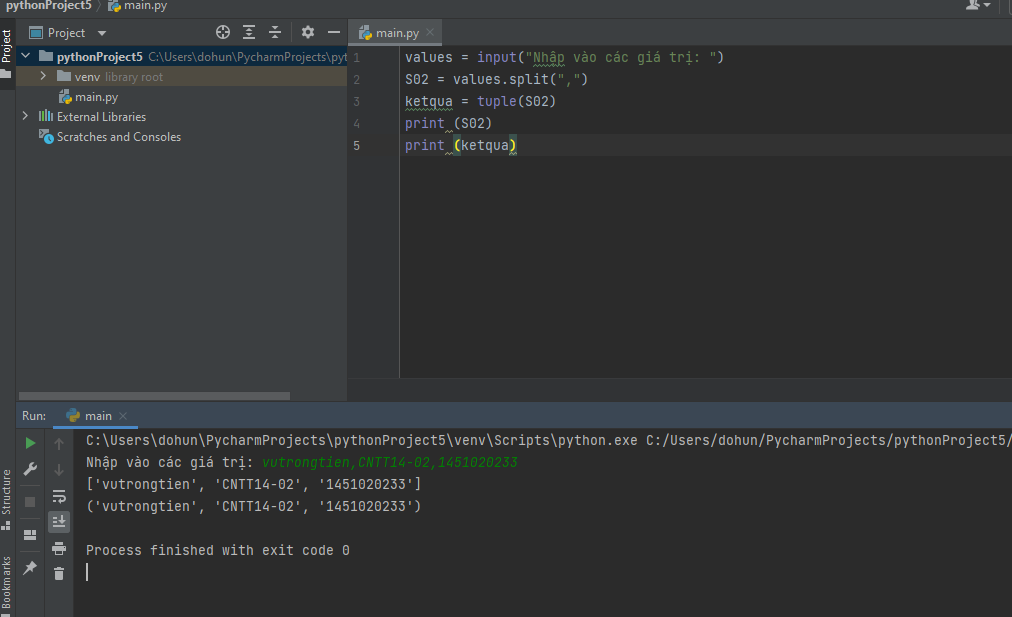 pythonProject5 main.py
Project
main.py
Project
pythonProject5 C:\Users\dohun\PycharmProjects\pyt
venv library root
main.py
External Libraries
Scratches and Consoles
1 values = input("Nhập vào các giá trị: ")
2 S02 = values.split(",")
3 ketqua = tuple(S02)
4 print (S02)
5 print (ketqua)
Run: main
C:\Users\dohun\PycharmProjects\pythonProject5\venv\Scripts\python.exe C:/Users/dohun/PycharmProjects/pythonProject5/
Nhập vào các giá trị: vutrongtien,CNTT14-02,1451020233
['vutrongtien', 'CNTT14-02', '1451020233']
('vutrongtien', 'CNTT14-02', '1451020233')
Process finished with exit code 0
Structure
Bookmarks